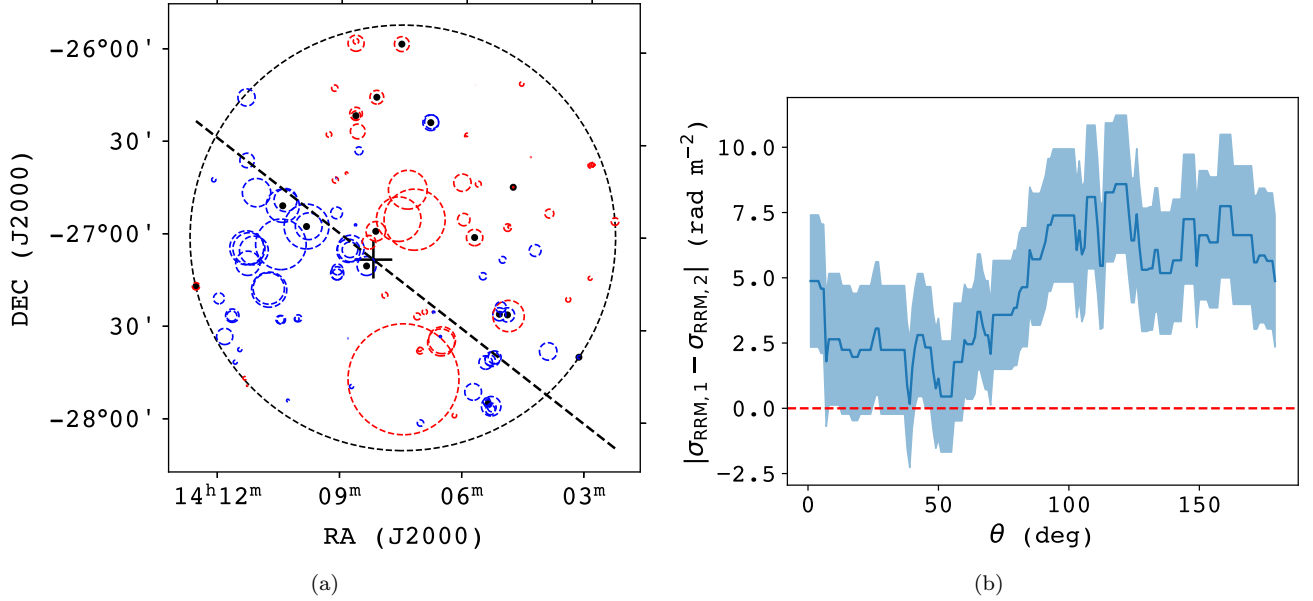 -26°00'
30'
-27°00'
30'
-28°00'
DEC (J2000)
14ʰ12ᵐ 09ᵐ 06ᵐ 03ᵐ
RA (J2000)
(a)
10.0
7.5
5.0
2.5
0.0
-2.5
|σRRM, 1 − σRRM, 2| (rad m⁻²)
0 50 100 150
θ (deg)
(b)